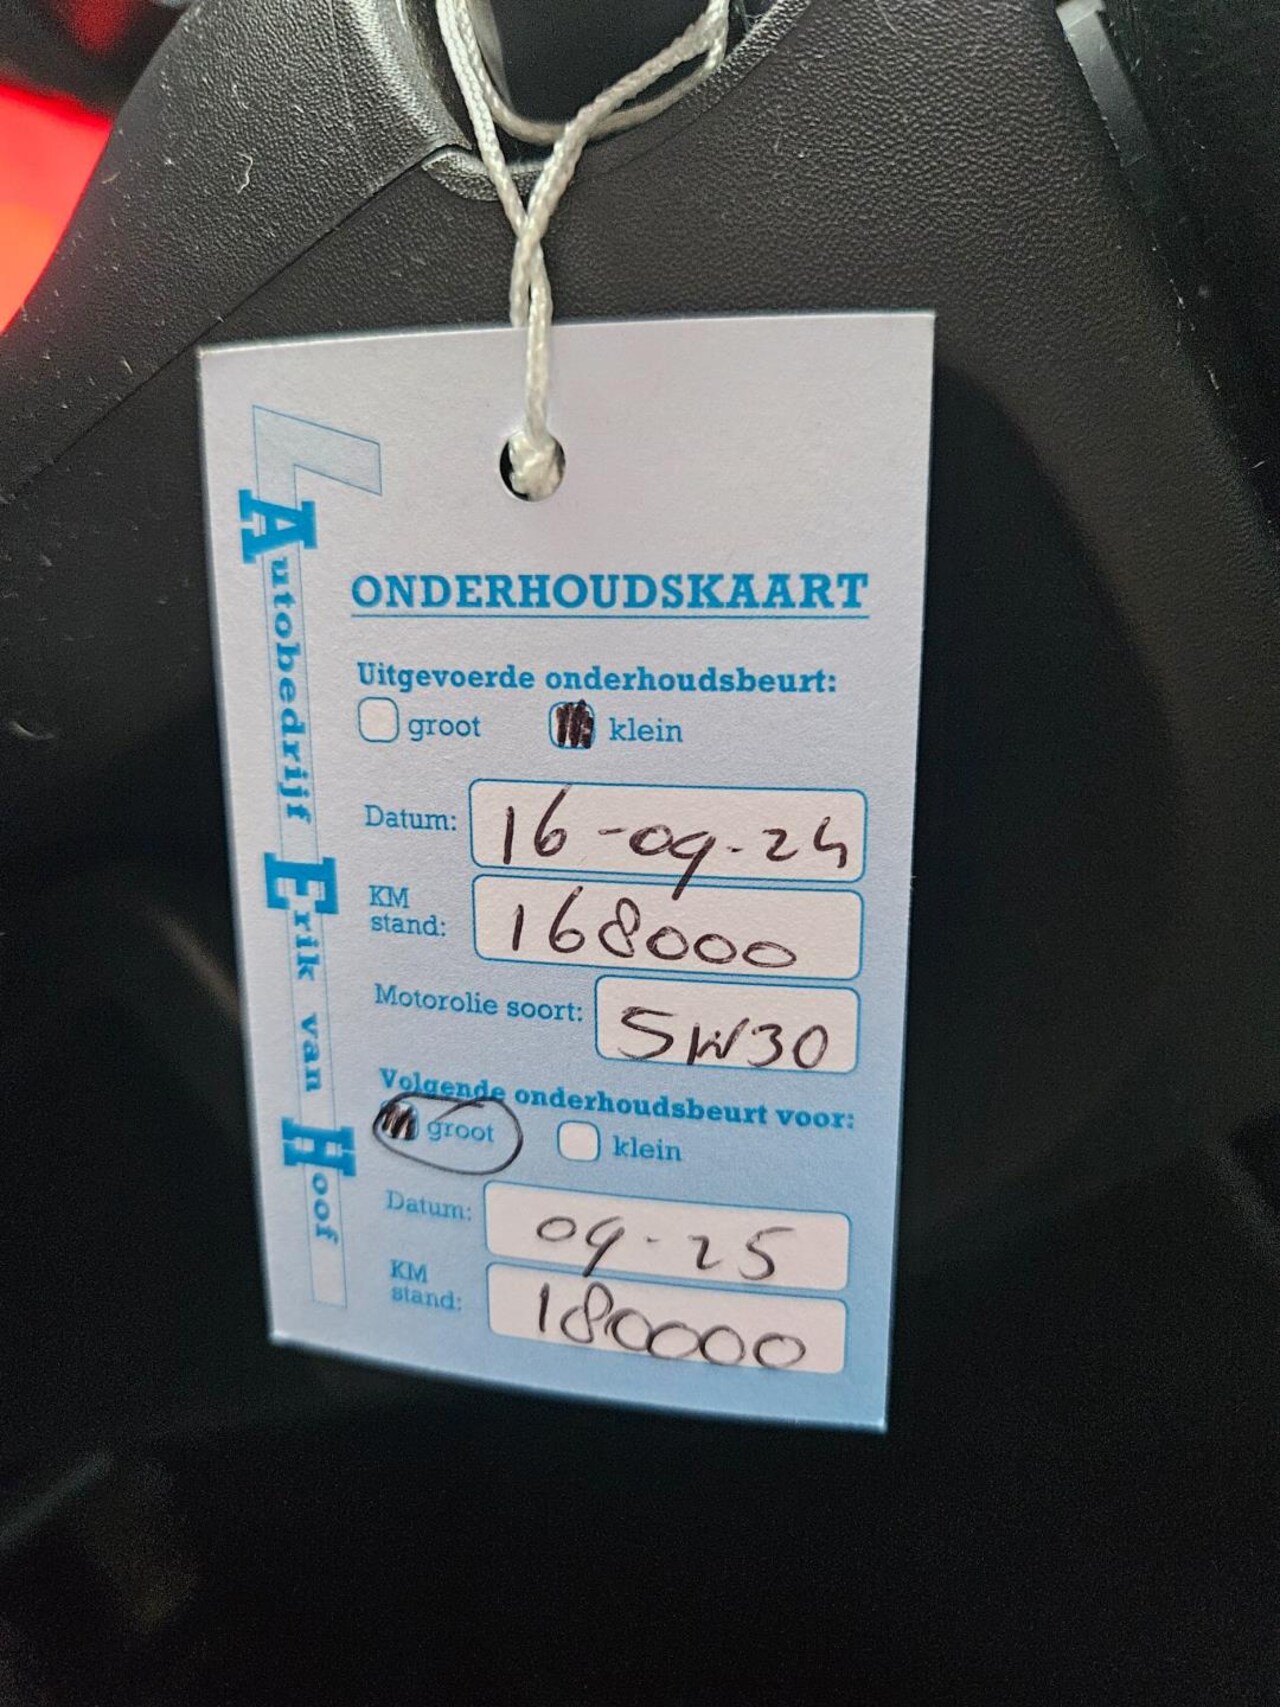 Autobedrijf Erik van Hoof
ONDERHOUDSKAART
Uitgevoerde onderhoudsbeurt:
groot klein
Datum: 16-09-24
KM
stand: 168000
Motorolie soort: 5W30
Volgende onderhoudsbeurt voor:
groot klein
Datum: 09-25
KM
stand: 180000